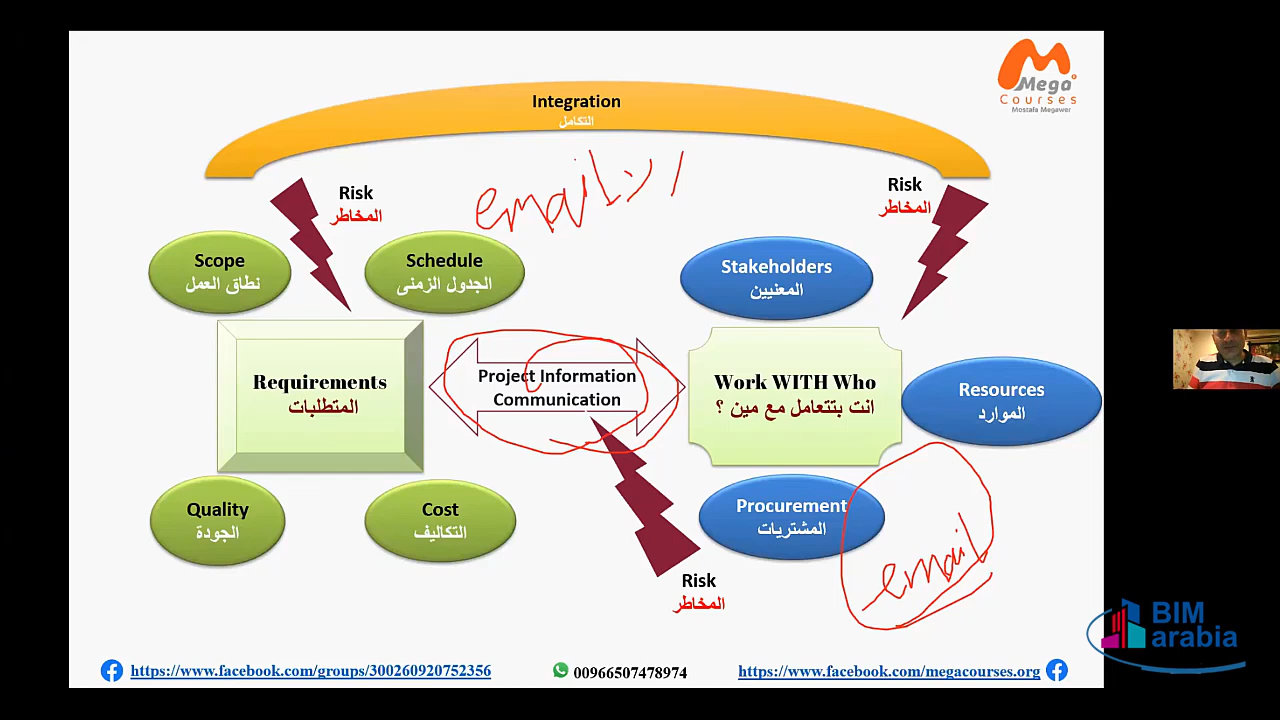 Mega
Courses
Mostafa Megawer
Integration
التكامل
email
Risk
المخاطر
Risk
المخاطر
Scope
نطاق العمل
Schedule
الجدول الزمنى
Stakeholders
المعنيين
Requirements
المتطلبات
Project Information
Communication
Work WITH Who
انت بتتعامل مع مين ؟
Resources
الموارد
Quality
الجودة
Cost
التكاليف
Procurement
المشتريات
email
Risk
المخاطر
BIM
arabia
https://www.facebook.com/groups/300260920752356
00966507478974
https://www.facebook.com/megacourses.org